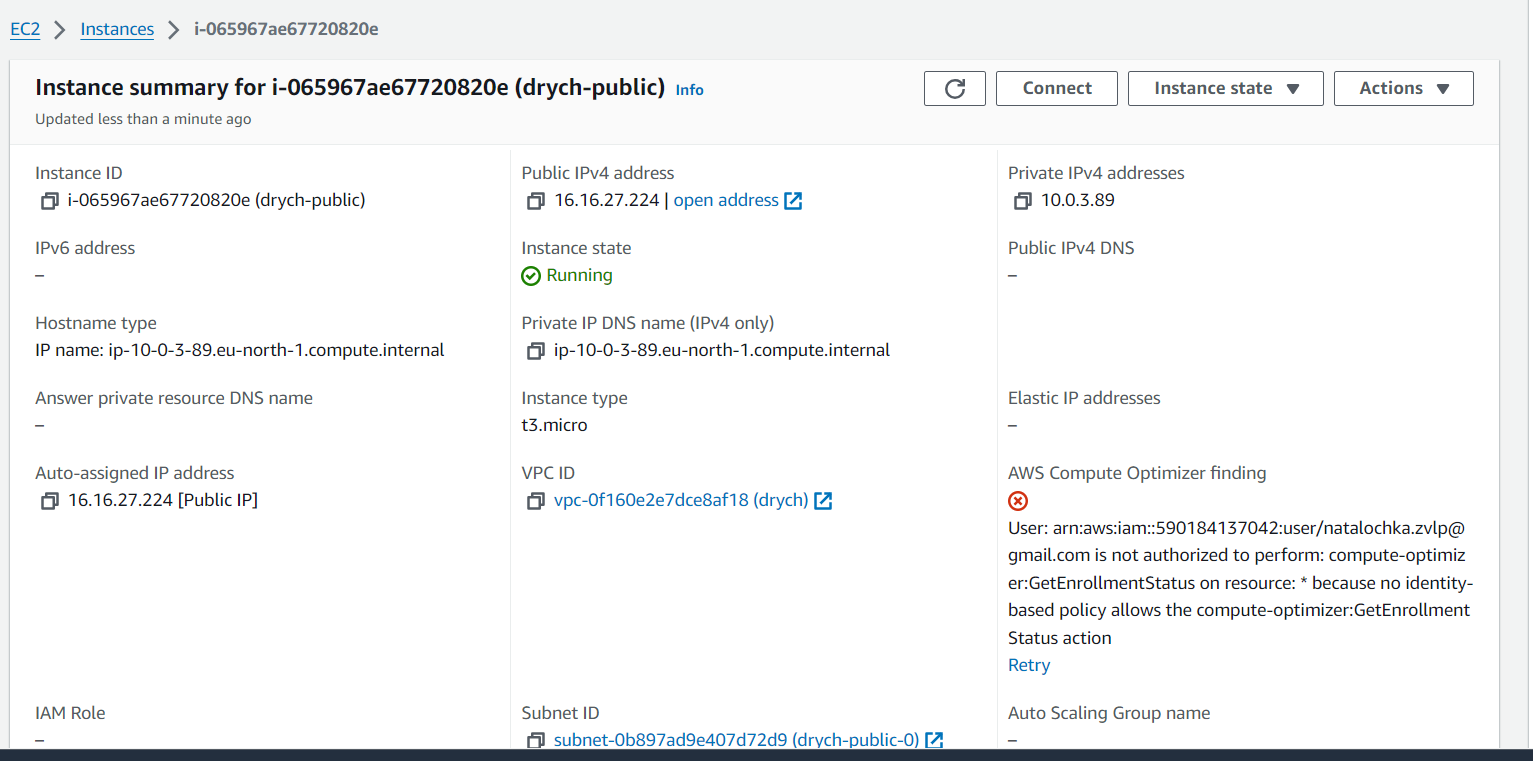 EC2 > Instances > i-065967ae67720820e
Instance summary for i-065967ae67720820e (drych-public) Info
Connect
Instance state
Actions
Updated less than a minute ago
Instance ID
i-065967ae67720820e (drych-public)
Public IPv4 address
16.16.27.224 | open address
Private IPv4 addresses
10.0.3.89
IPv6 address
–
Instance state
Running
Public IPv4 DNS
–
Hostname type
IP name: ip-10-0-3-89.eu-north-1.compute.internal
Private IP DNS name (IPv4 only)
ip-10-0-3-89.eu-north-1.compute.internal
Answer private resource DNS name
–
Instance type
t3.micro
Elastic IP addresses
–
Auto-assigned IP address
16.16.27.224 [Public IP]
VPC ID
vpc-0f160e2e7dce8af18 (drych)
AWS Compute Optimizer finding
User: arn:aws:iam::590184137042:user/natalochka.zvlp@
gmail.com is not authorized to perform: compute-optimiz
er:GetEnrollmentStatus on resource: * because no identity-
based policy allows the compute-optimizer:GetEnrollment
Status action
Retry
IAM Role
–
Subnet ID
subnet-0b897ad9e407d72d9 (drych-public-0)
Auto Scaling Group name
–